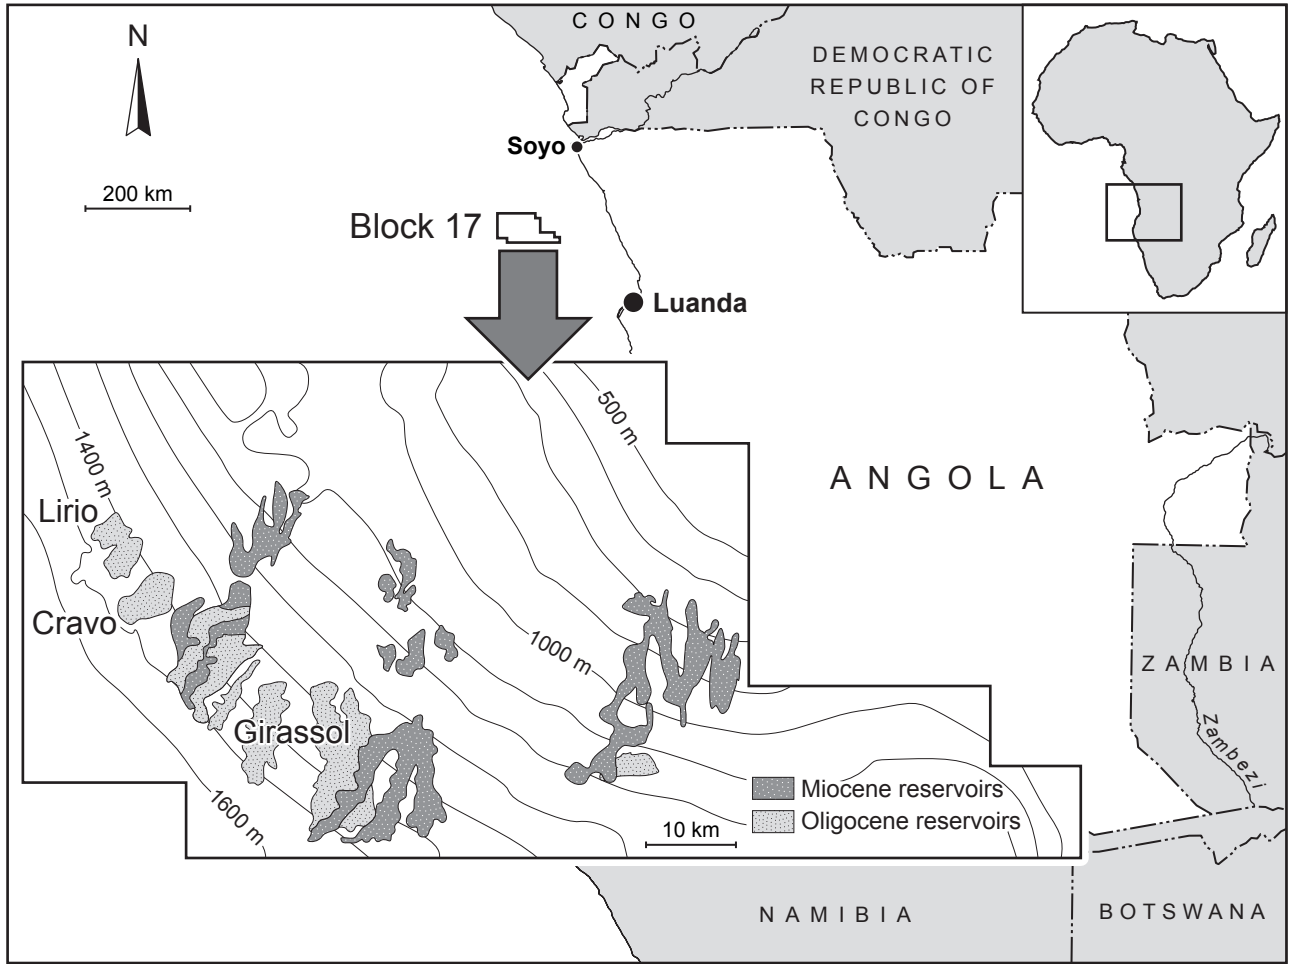 CONGO
N
DEMOCRATIC
REPUBLIC OF
CONGO
Soyo
200 km
Block 17
Luanda
500 m
1400 m
ANGOLA
Lirio
Cravo
1000 m
ZAMBIA
Zambezi
Girassol
1600 m
Miocene reservoirs
Oligocene reservoirs
10 km
NAMIBIA
BOTSWANA